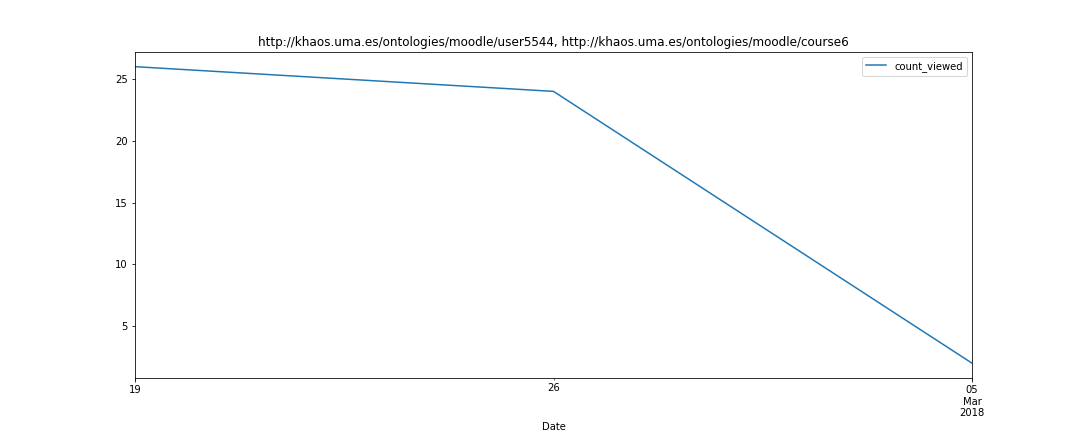 http://khaos.uma.es/ontologies/moodle/user5544, http://khaos.uma.es/ontologies/moodle/course6
count_viewed
25
20
15
10
5
19
26
05
Mar
2018
Date